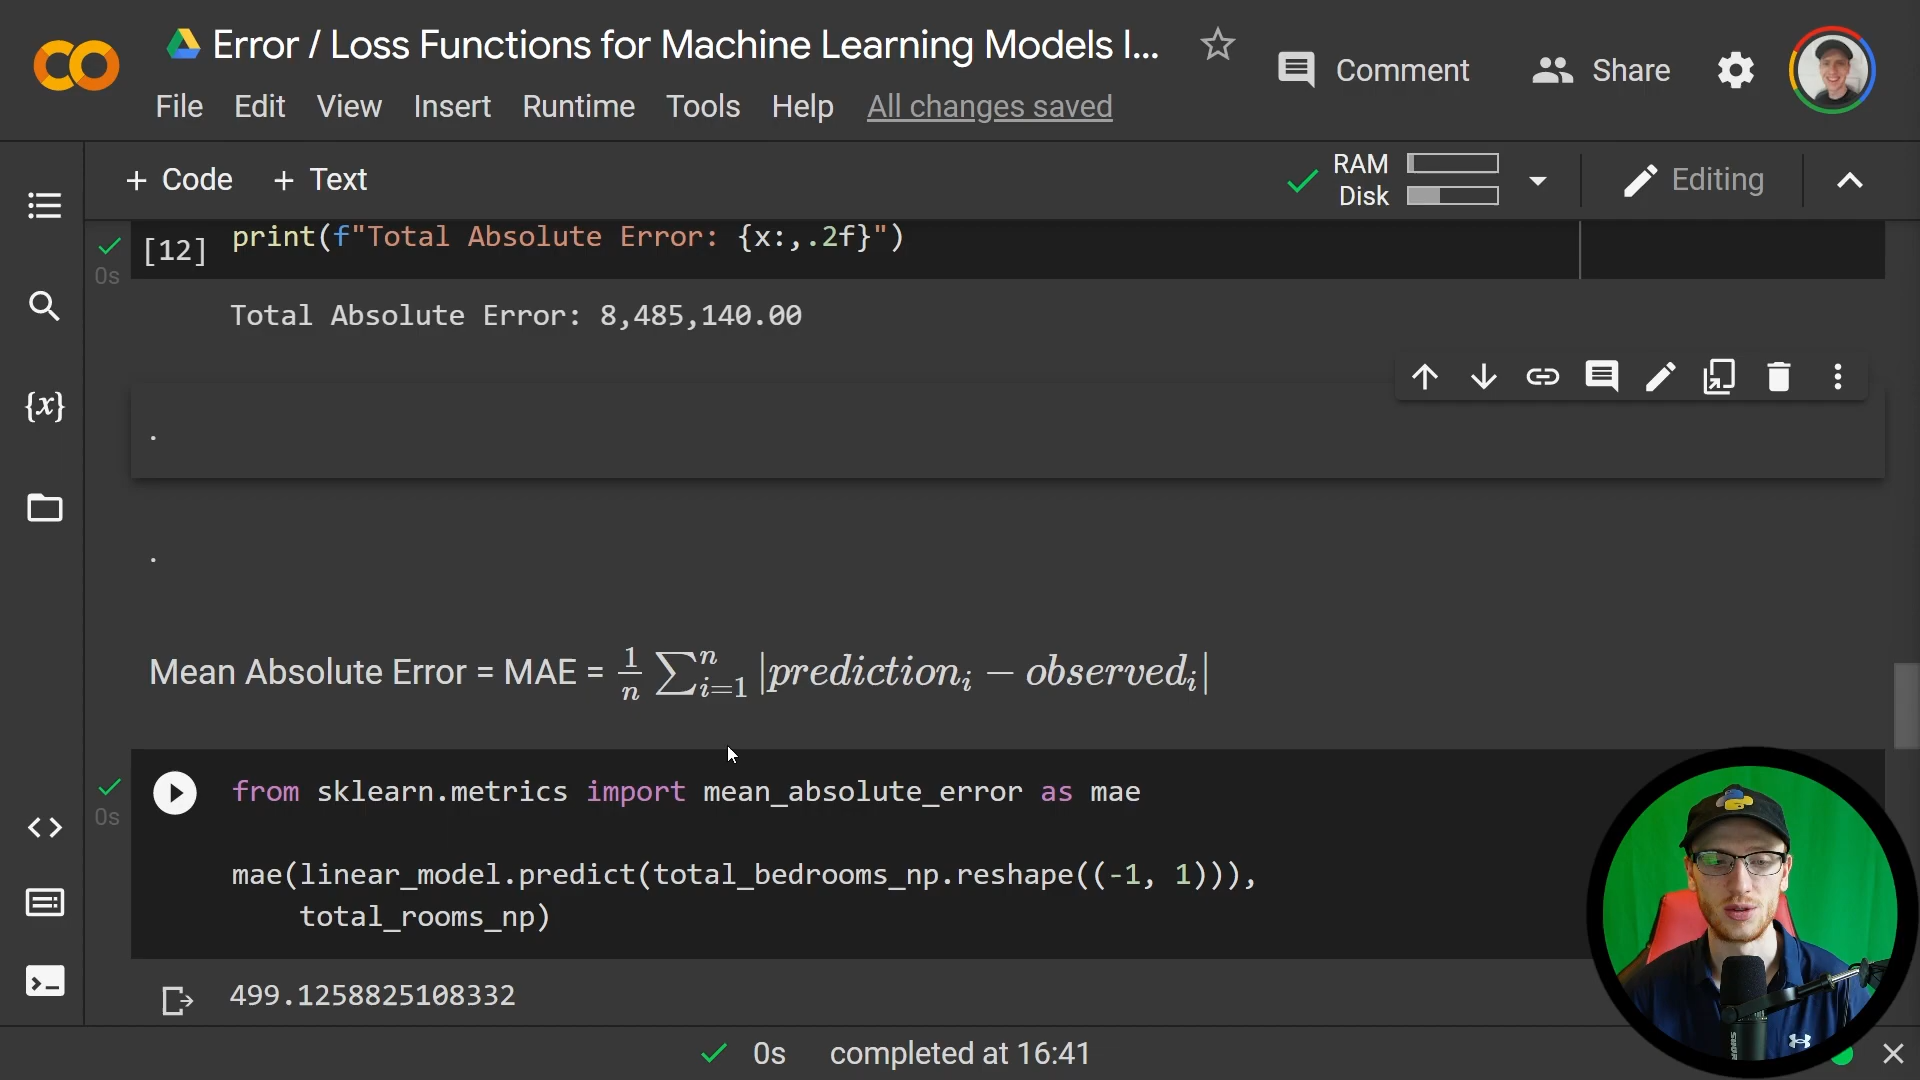 Error / Loss Functions for Machine Learning Models I...
Comment
Share
File Edit View Insert Runtime Tools Help All changes saved
+ Code + Text
RAM
Disk
Editing
[12] print(f"Total Absolute Error: {x:,.2f}")
0s
Total Absolute Error: 8,485,140.00
.
{x}
.
Mean Absolute Error = MAE = \frac{1}{n} \sum_{i=1}^{n} |prediction_i − observed_i|
from sklearn.metrics import mean_absolute_error as mae
0s
mae(linear_model.predict(total_bedrooms_np.reshape((-1, 1))),
total_rooms_np)
499.1258825108332
0s completed at 16:41